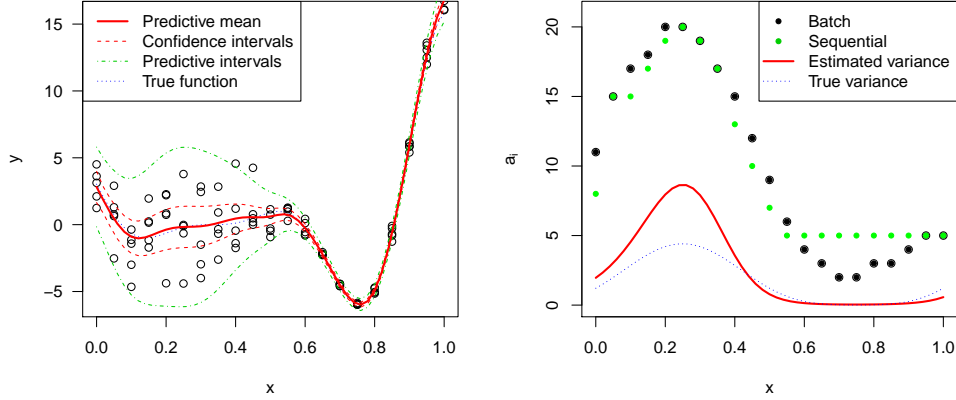 Predictive mean
Confidence intervals
Predictive intervals
True function
15
10
5
0
−5
y
0.0 0.2 0.4 0.6 0.8 1.0
x
Batch
Sequential
Estimated variance
True variance
20
15
10
5
0
a_i
0.0 0.2 0.4 0.6 0.8 1.0
x